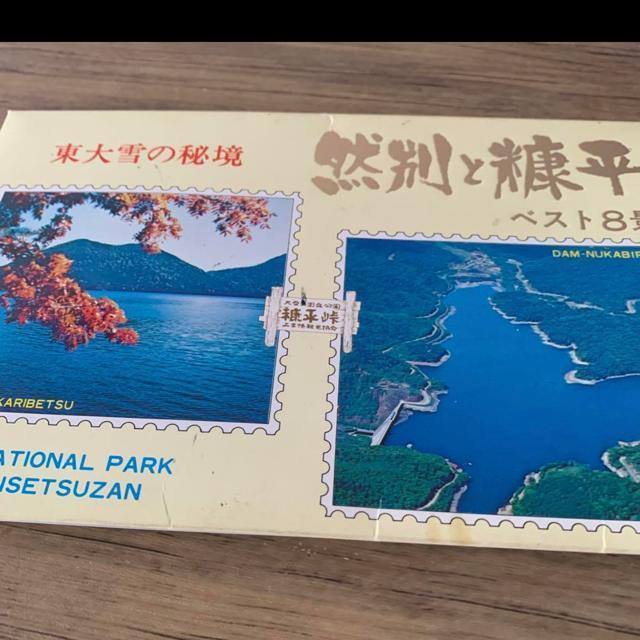 東大雪の秘境
然別と糠平
ベスト8景
DAM-NUKABIR
KARIBETSU
糠平峠
ATIONAL PARK
ISETSUZAN